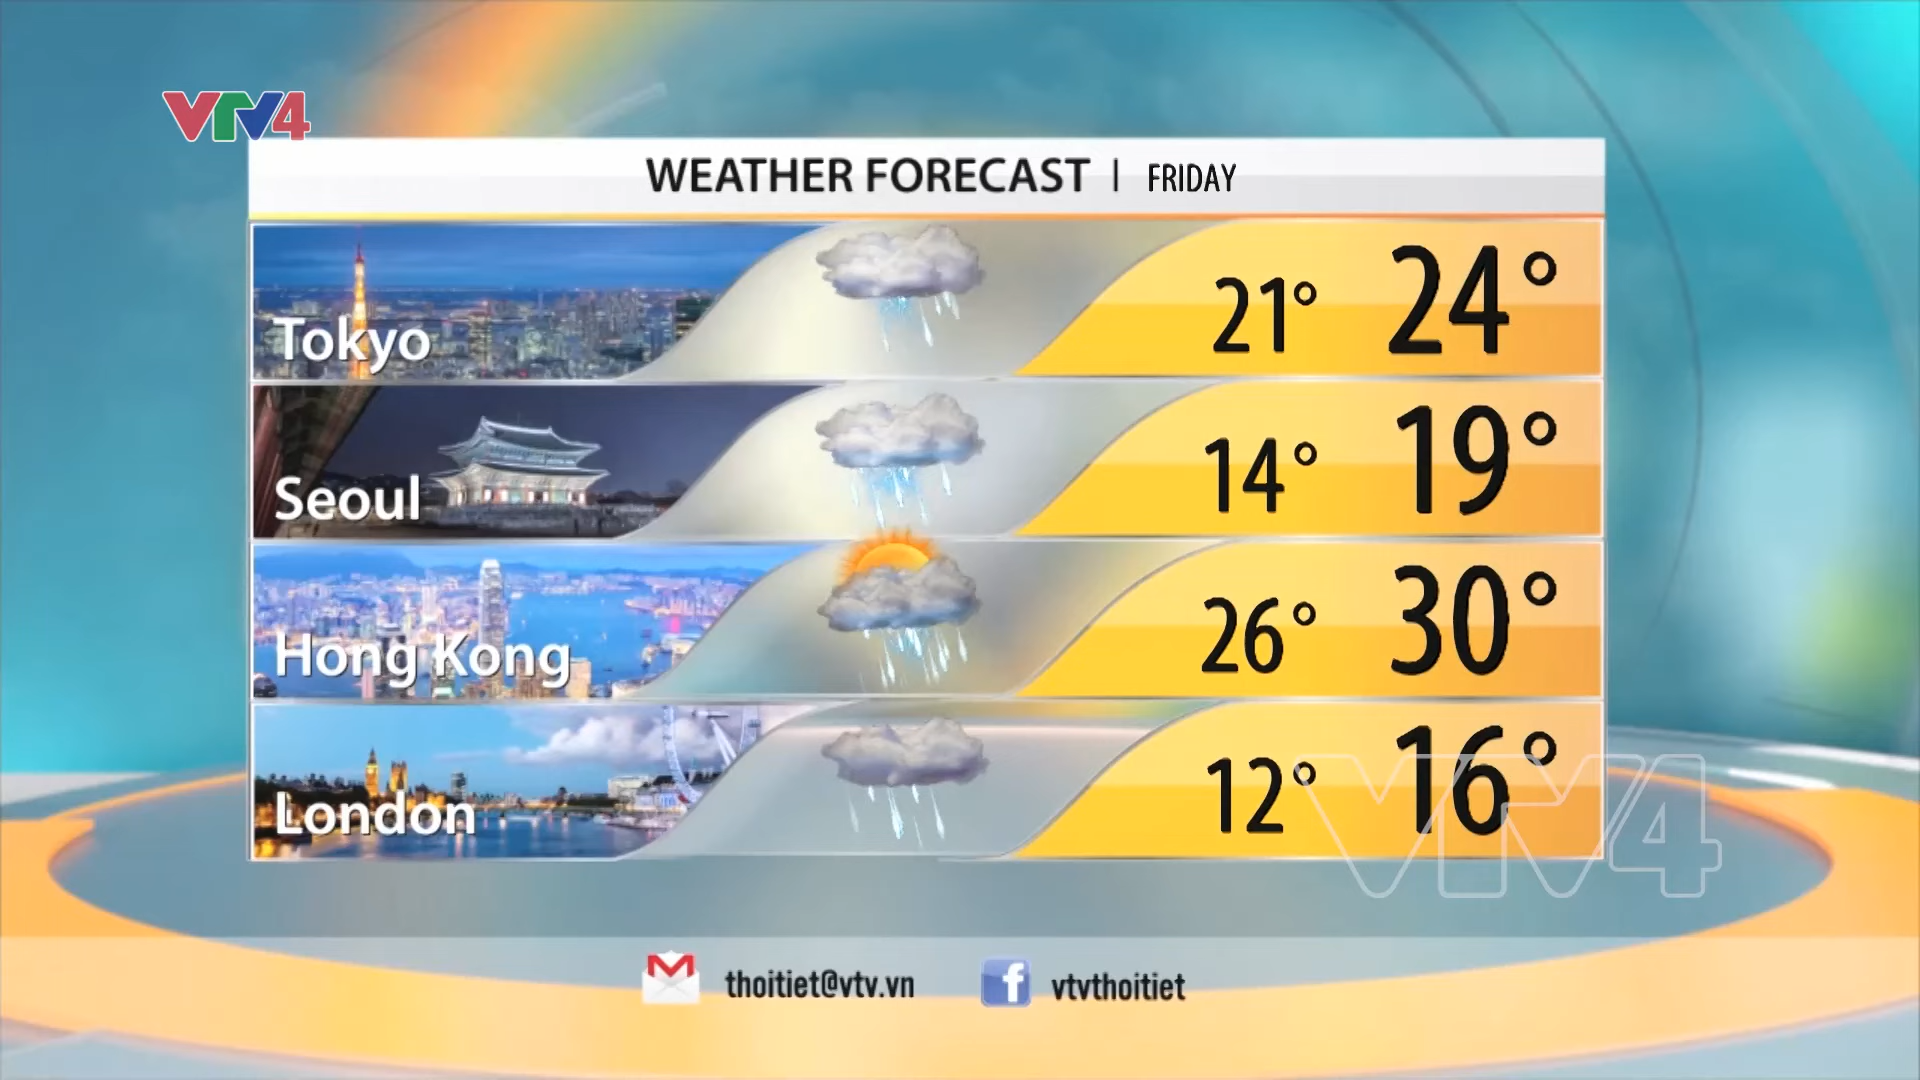 VTV4
WEATHER FORECAST | FRIDAY
Tokyo 21° 24°
Seoul 14° 19°
Hong Kong 26° 30°
London 12° 16°
VTV4
thoitiet@vtv.vn vtvthoitiet